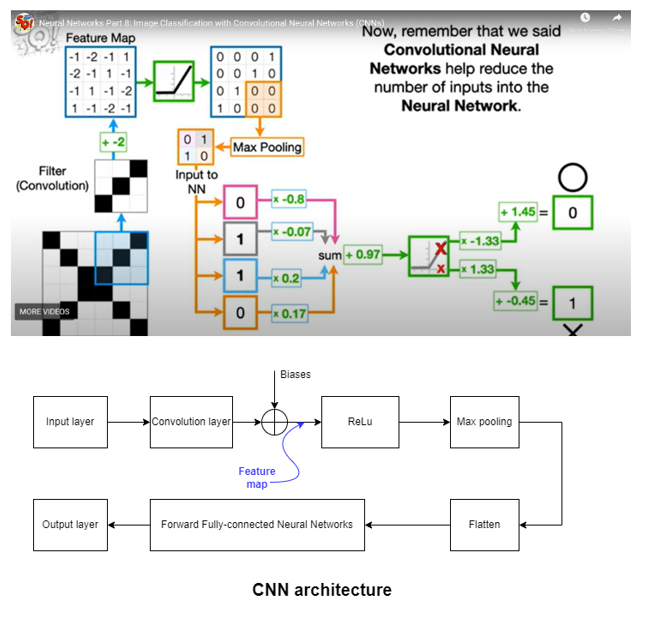 Neural Networks Part 8: Image Classification with Convolutional Neural Networks (CNNs)
Feature Map
Now, remember that we said
Convolutional Neural
Networks help reduce the
number of inputs into the
Neural Network.
-1 -2 -1 1
-2 -1 1 -1
-1 1 -1 -2
1 -1 -2 -1
0 0 0 1
0 0 1 0
0 1 0 0
1 0 0 0
+ -2
0 1
1 0
Max Pooling
Filter
(Convolution)
Input to
NN
0
x -0.8
1
x -0.07
1
x 0.2
0
x 0.17
sum
+ 0.97
x -1.33
+ 1.45
=
0
x 1.33
+ -0.45
=
1
MORE VIDEOS
Biases
Input layer
Convolution layer
ReLu
Max pooling
Feature
map
Output layer
Forward Fully-connected Neural Networks
Flatten
CNN architecture